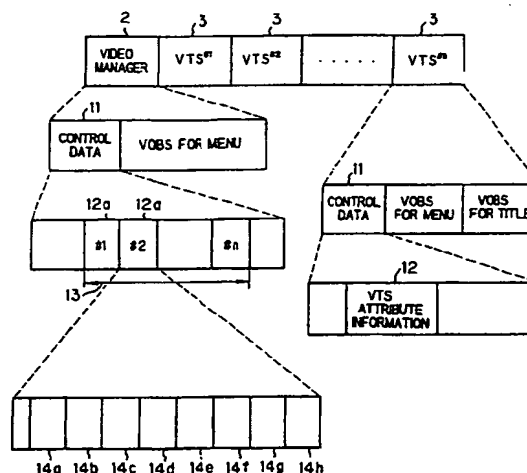 2 3 3 3
VIDEO MANAGER VTS#1 VTS#2 ..... VTS#n
11
CONTROL DATA VOBS FOR MENU
11
CONTROL DATA VOBS FOR MENU VOBS FOR TITLE
12a 12a
#1 #2 #n
13
12
VTS ATTRIBUTE INFORMATION
14a 14b 14c 14d 14e 14f 14g 14h